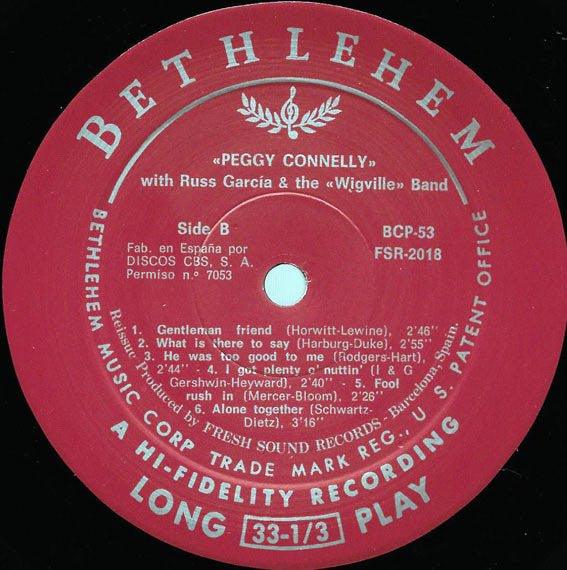 BETHLEHEM
«PEGGY CONNELLY»
with Russ García & the «Wigville» Band
Side B
Fab. en España por
DISCOS CBS, S. A.
Permiso n.º 7053
BCP-53
FSR-2018
1. Gentleman friend (Horwitt-Lewine), 2'46''
2. What is there to say (Harburg-Duke), 2'55''
3. He was too good to me (Rodgers-Hart),
2'44'' - 4. I got plenty o' nuttin' (I & G
Gershwin-Heyward), 2'40'' - 5. Fool
rush in (Mercer-Bloom), 2'26''
6. Alone together (Schwartz-
Dietz), 3'16''
Reissue Produced by FRESH SOUND RECORDS - Barcelona, Spain.
BETHLEHEM MUSIC CORP TRADE MARK REG., U. S. PATENT OFFICE
A HI-FIDELITY RECORDING
LONG 33-1/3 PLAY